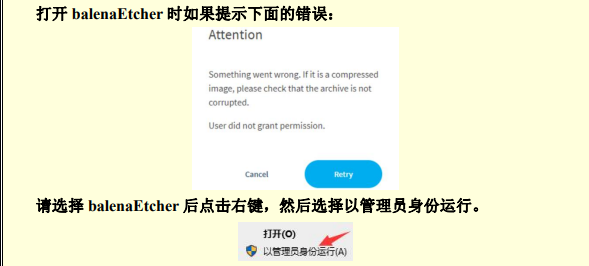 打开 balenaEtcher 时如果提示下面的错误：
Attention
Something went wrong. If it is a compressed
image, please check that the archive is not
corrupted.
User did not grant permission.
Cancel
Retry
请选择 balenaEtcher 后点击右键，然后选择以管理员身份运行。
打开(O)
以管理员身份运行(A)